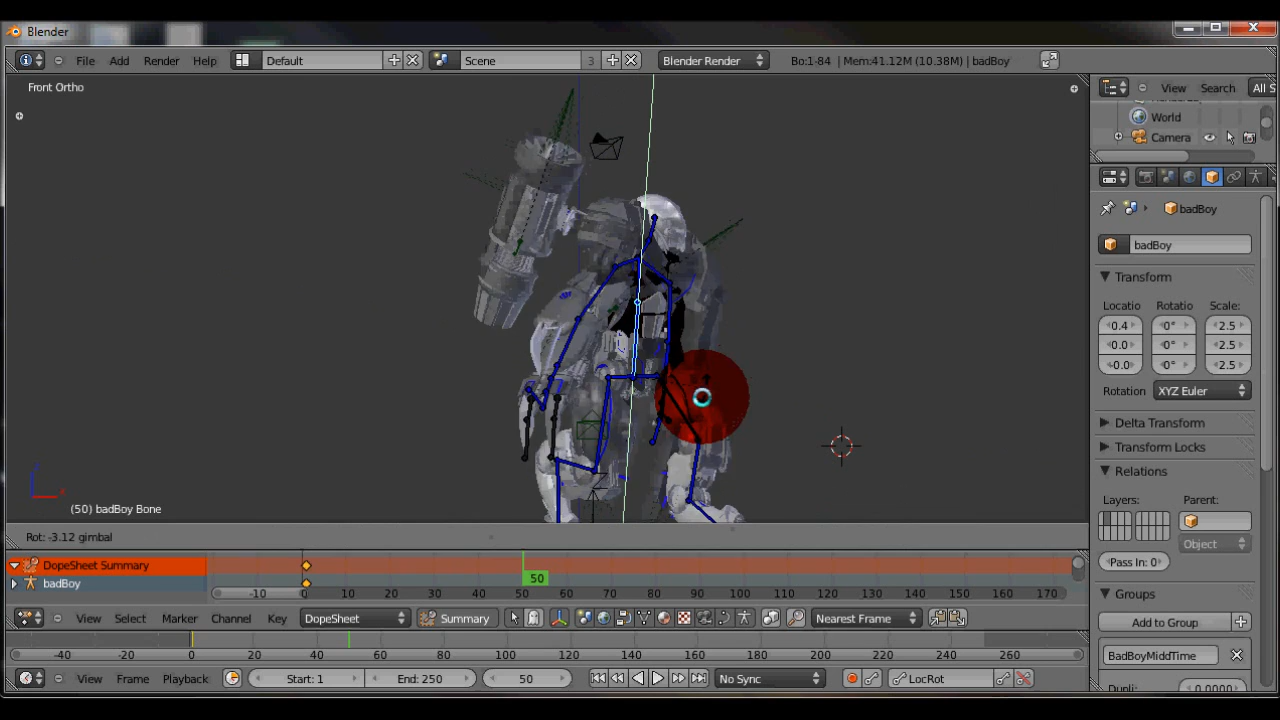 Blender
File Add Render Help Default Scene 3 Blender Render Bo:1-84 | Mem:41.12M (10.38M) | badBoy
View Search All S
Front Ortho
World
Camera
badBoy
badBoy
Transform
Locatio Rotatio Scale:
0.4 0° 2.5
0.0 0° 2.5
-0.0 0° 2.5
Rotation XYZ Euler
Delta Transform
Transform Locks
Relations
Layers: Parent:
Object
Pass In: 0
Groups
Add to Group
BadBoyMiddTime
0.0000
(50) badBoy Bone
Rot: -3.12 gimbal
DopeSheet Summary
badBoy
50
-10 0 10 20 30 40 50 60 70 80 90 100 110 120 130 140 150 160 170
View Select Marker Channel Key DopeSheet Summary Nearest Frame
-40 -20 0 20 40 60 80 100 120 140 160 180 200 220 240 260
View Frame Playback Start: 1 End: 250 50 No Sync LocRot